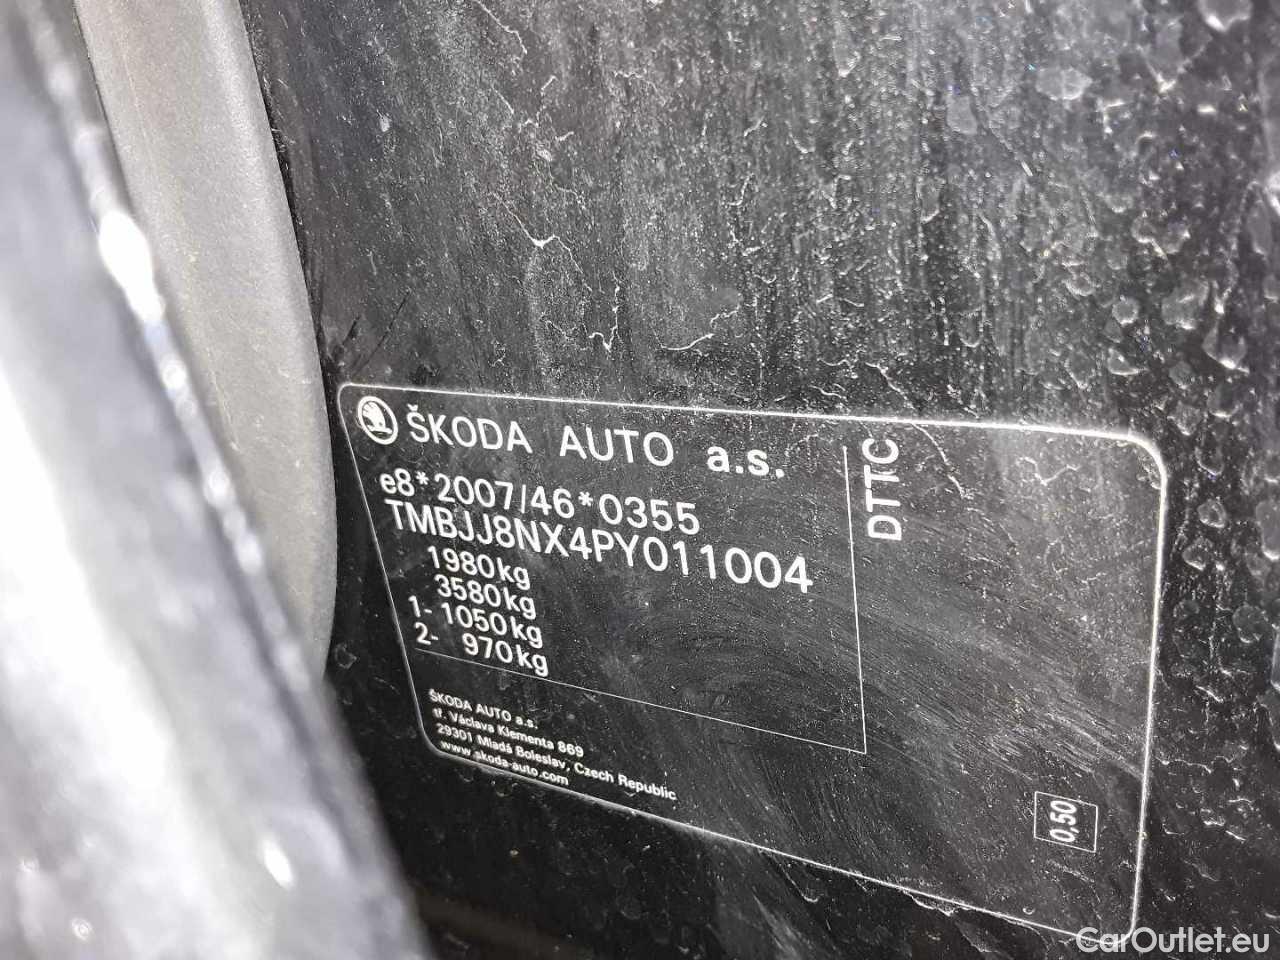 ŠKODA AUTO a.s.
e8*2007/46*0355
TMBJJ8NX4PY011004
1980kg
3580kg
1- 1050kg
2- 970kg
DTTC
ŠKODA AUTO a.s.
tř. Václava Klementa 869
29301 Mladá Boleslav, Czech Republic
www.skoda-auto.com
0,50
CarOutlet.eu